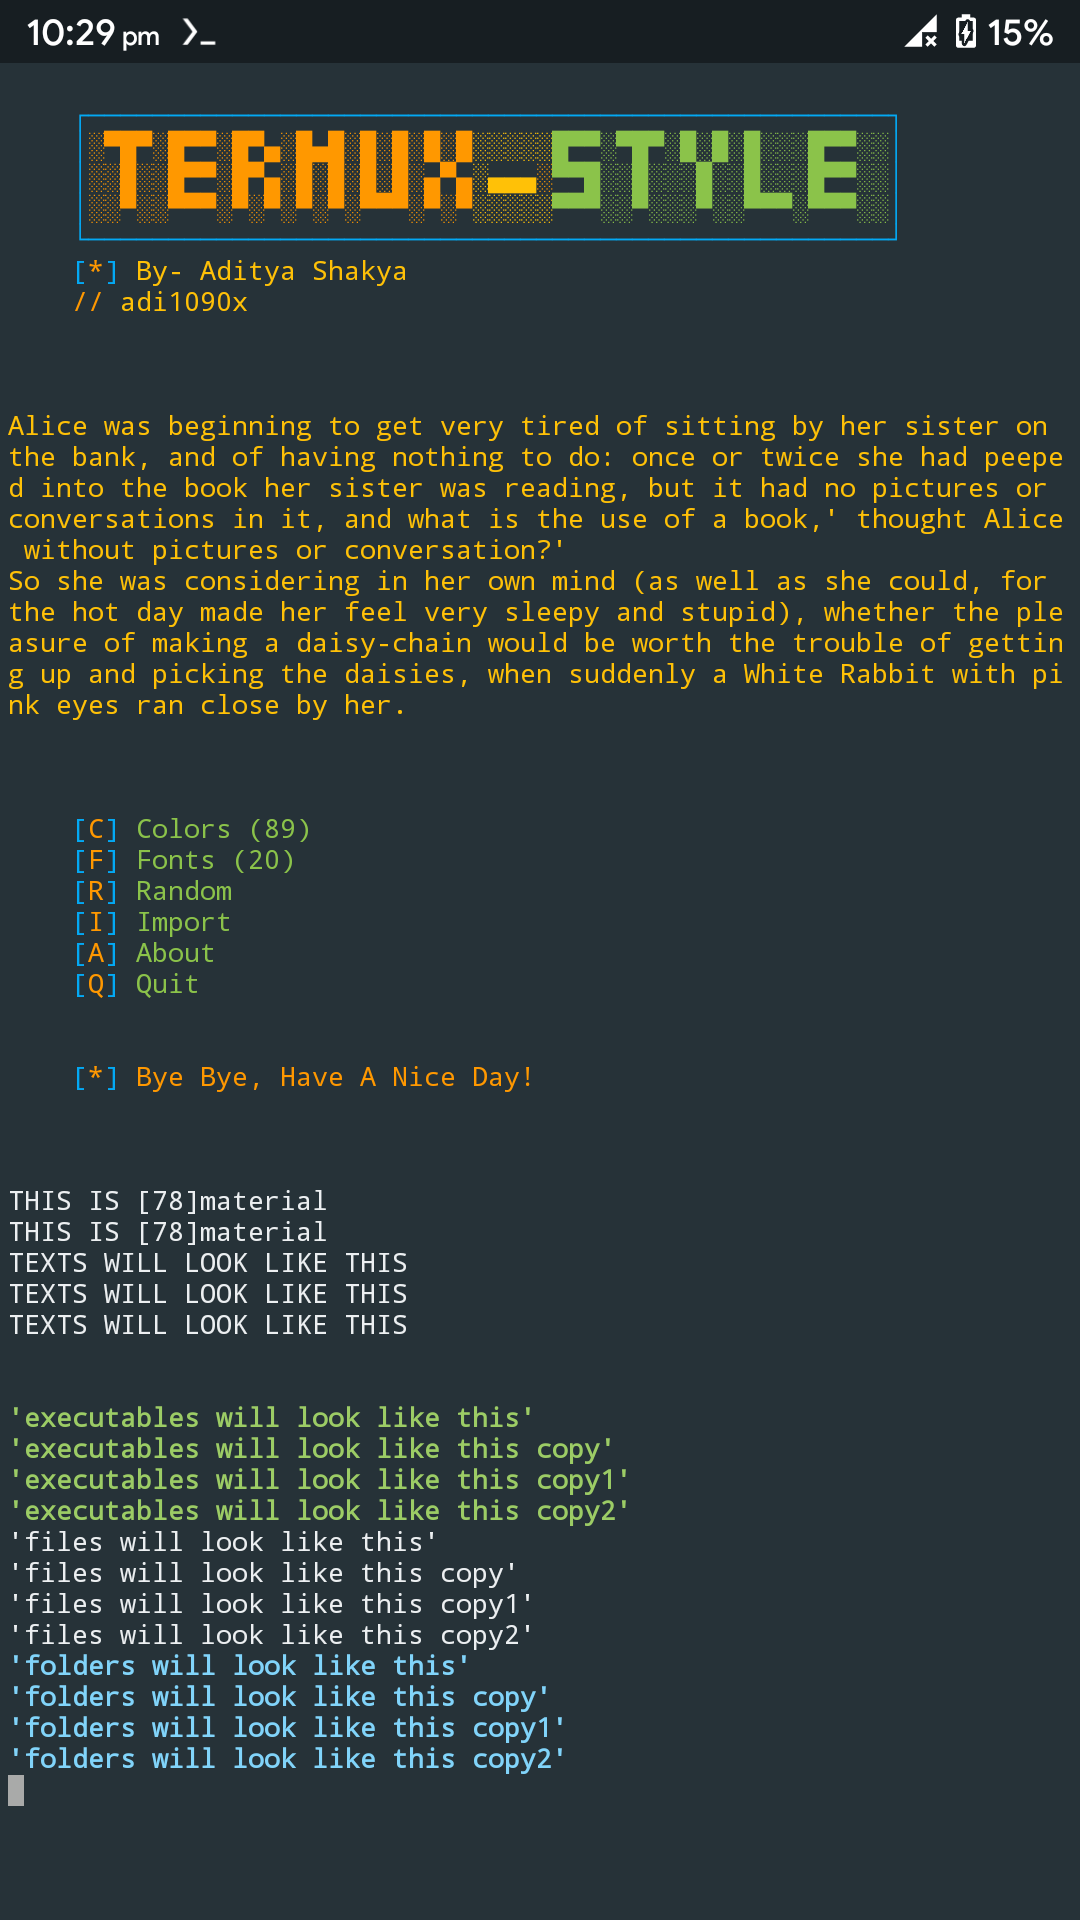 10:29 pm 15%
TERMUX-STYLE
[*] By- Aditya Shakya
// adi1090x
Alice was beginning to get very tired of sitting by her sister on
the bank, and of having nothing to do: once or twice she had peepe
d into the book her sister was reading, but it had no pictures or
conversations in it, and what is the use of a book,' thought Alice
without pictures or conversation?'
So she was considering in her own mind (as well as she could, for
the hot day made her feel very sleepy and stupid), whether the ple
asure of making a daisy-chain would be worth the trouble of gettin
g up and picking the daisies, when suddenly a White Rabbit with pi
nk eyes ran close by her.
[C] Colors (89)
[F] Fonts (20)
[R] Random
[I] Import
[A] About
[Q] Quit
[*] Bye Bye, Have A Nice Day!
THIS IS [78]material
THIS IS [78]material
TEXTS WILL LOOK LIKE THIS
TEXTS WILL LOOK LIKE THIS
TEXTS WILL LOOK LIKE THIS
'executables will look like this'
'executables will look like this copy'
'executables will look like this copy1'
'executables will look like this copy2'
'files will look like this'
'files will look like this copy'
'files will look like this copy1'
'files will look like this copy2'
'folders will look like this'
'folders will look like this copy'
'folders will look like this copy1'
'folders will look like this copy2'